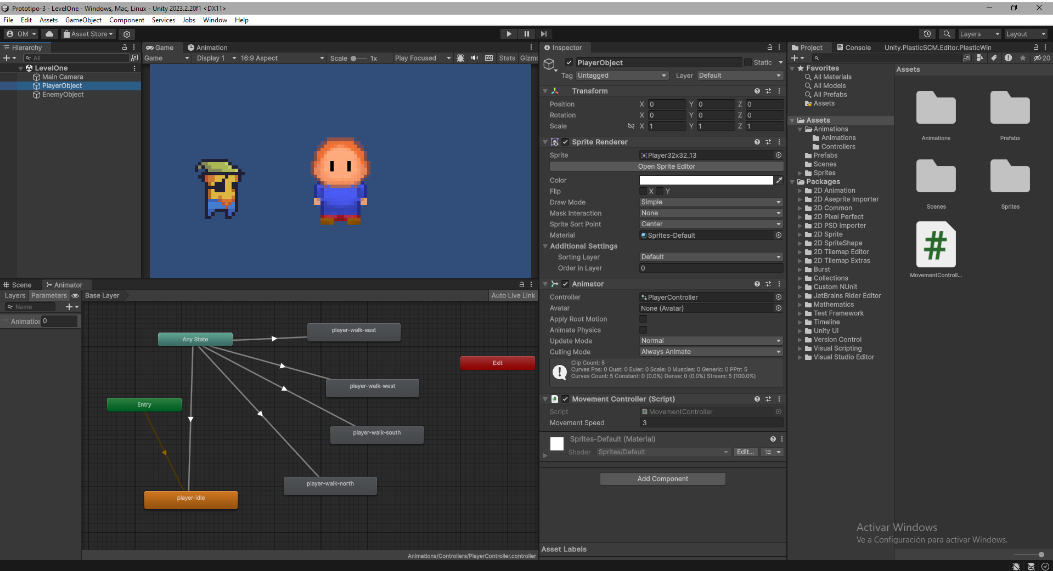 Prototipo-3 - LevelOne - Windows, Mac, Linux - Unity 2023.2.20f1 <DX11>
File Edit Assets GameObject Component Services Jobs Window Help
OM Asset Store Layers Layout
Hierarchy
All
LevelOne
Main Camera
PlayerObject
EnemyObject
Game Animation
Game Display 1 16:9 Aspect Scale 1x Play Focused Stats Gizm
Scene Animator
Layers Parameters Base Layer Auto Live Link
Name
Animation 0
Any State
player-walk-east
player-walk-west
player-walk-south
player-walk-north
Entry
Exit
player-idle
Animations/Controllers/PlayerController.controller
Inspector
PlayerObject Static
Tag Untagged Layer Default
Transform
Position X 0 Y 0 Z 0
Rotation X 0 Y 0 Z 0
Scale X 1 Y 1 Z 1
Sprite Renderer
Sprite Player32x32_13
Open Sprite Editor
Color
Flip X Y
Draw Mode Simple
Mask Interaction None
Sprite Sort Point Center
Material Sprites-Default
Additional Settings
Sorting Layer Default
Order in Layer 0
Animator
Controller PlayerController
Avatar None (Avatar)
Apply Root Motion
Animate Physics
Update Mode Normal
Culling Mode Always Animate
Clip Count: 5
Curves Pos: 0 Quat: 0 Euler: 0 Scale: 0 Muscles: 0 Generic: 0 PPtr: 5
Curves Count: 5 Constant: 0 (0.0%) Dense: 0 (0.0%) Stream: 5 (100.0%)
Movement Controller (Script)
Script MovementController
Movement Speed 3
Sprites-Default (Material)
Shader Sprites/Default Edit...
Add Component
Asset Labels
Project Console Unity.PlasticSCM.Editor.PlasticWin
20
Favorites
All Materials
All Models
All Prefabs
Assets
Assets
Animations
Animations
Controllers
Prefabs
Scenes
Sprites
Packages
2D Animation
2D Aseprite Importer
2D Common
2D Pixel Perfect
2D PSD Importer
2D Sprite
2D SpriteShape
2D Tilemap Editor
2D Tilemap Extras
Burst
Collections
Custom NUnit
JetBrains Rider Editor
Mathematics
Test Framework
Timeline
Unity UI
Version Control
Visual Scripting
Visual Studio Editor
Assets
Animations Prefabs
Scenes Sprites
#
MovementControll...
Activar Windows
Ve a Configuración para activar Windows.